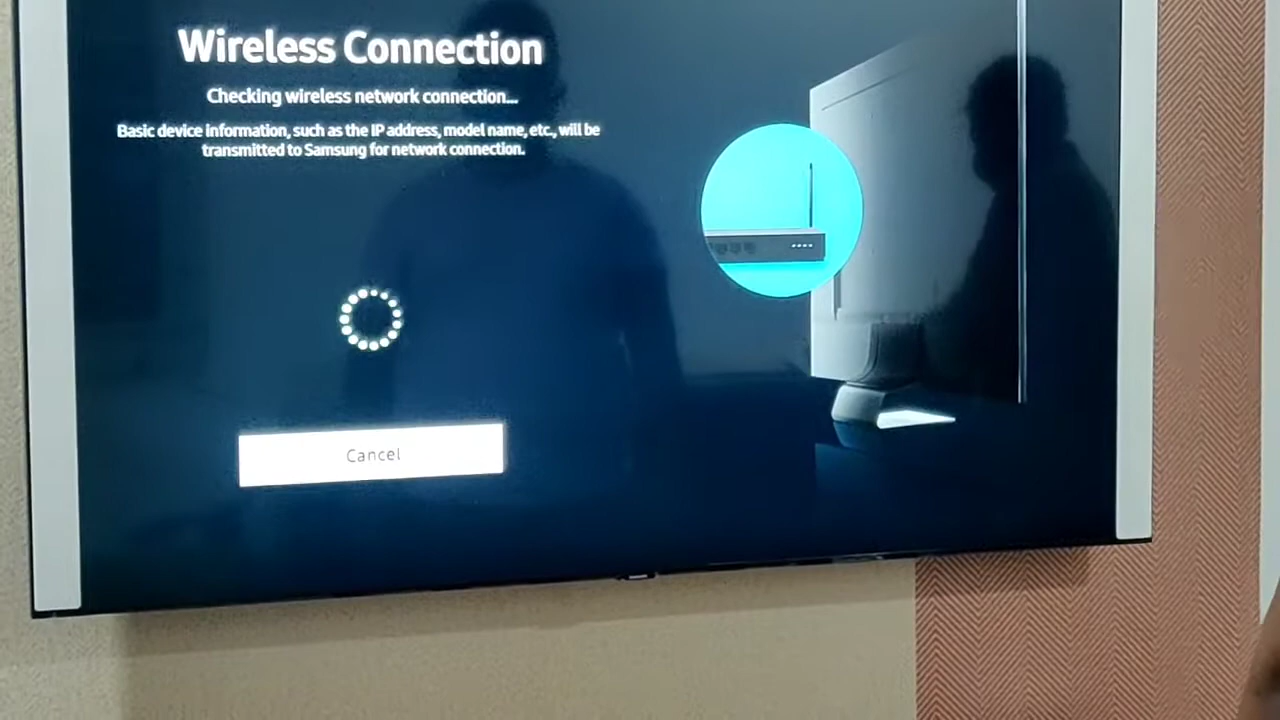 Wireless Connection
Checking wireless network connection...
Basic device information, such as the IP address, model name, etc., will be
transmitted to Samsung for network connection.
Cancel